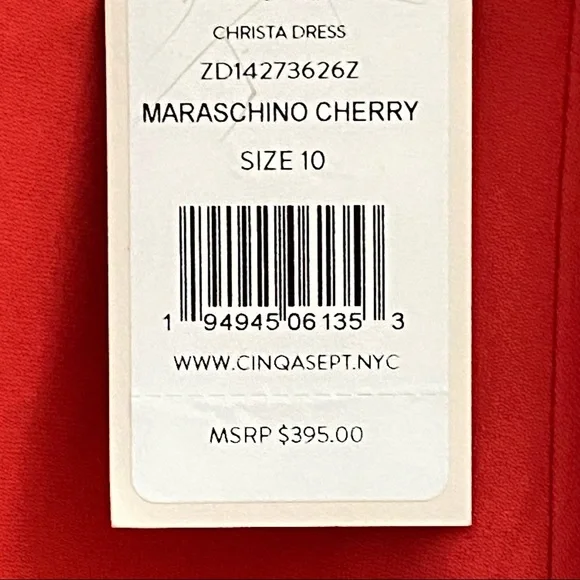 CHRISTA DRESS
ZD14273626Z
MARASCHINO CHERRY
SIZE 10
1 94945 06135 3
WWW.CINQASEPT.NYC
MSRP $395.00